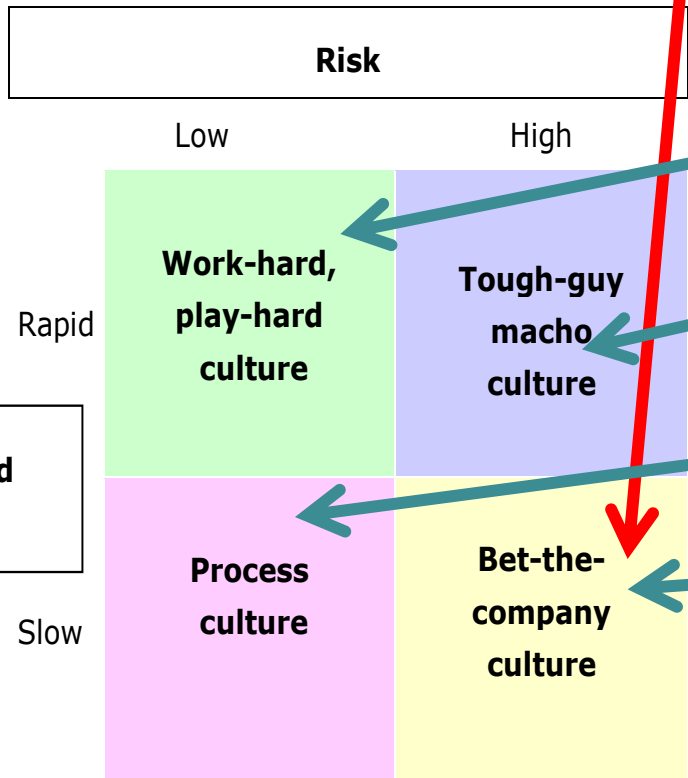 Risk
Low
High
Work-hard,
play-hard
culture
Tough-guy
macho
culture
Rapid
Process
culture
Bet-the-
company
culture
Slow